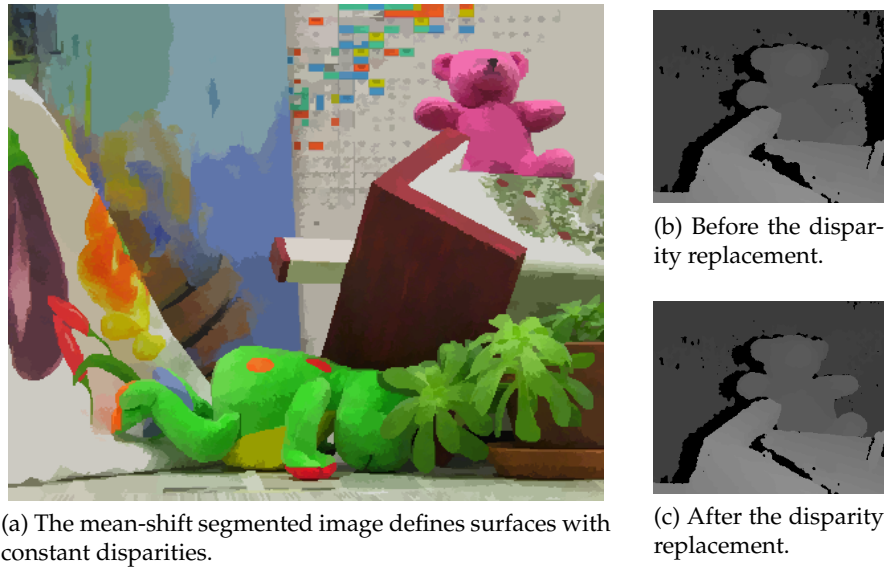 (a) The mean-shift segmented image defines surfaces with
constant disparities.
(b) Before the dispar-
ity replacement.
(c) After the disparity
replacement.